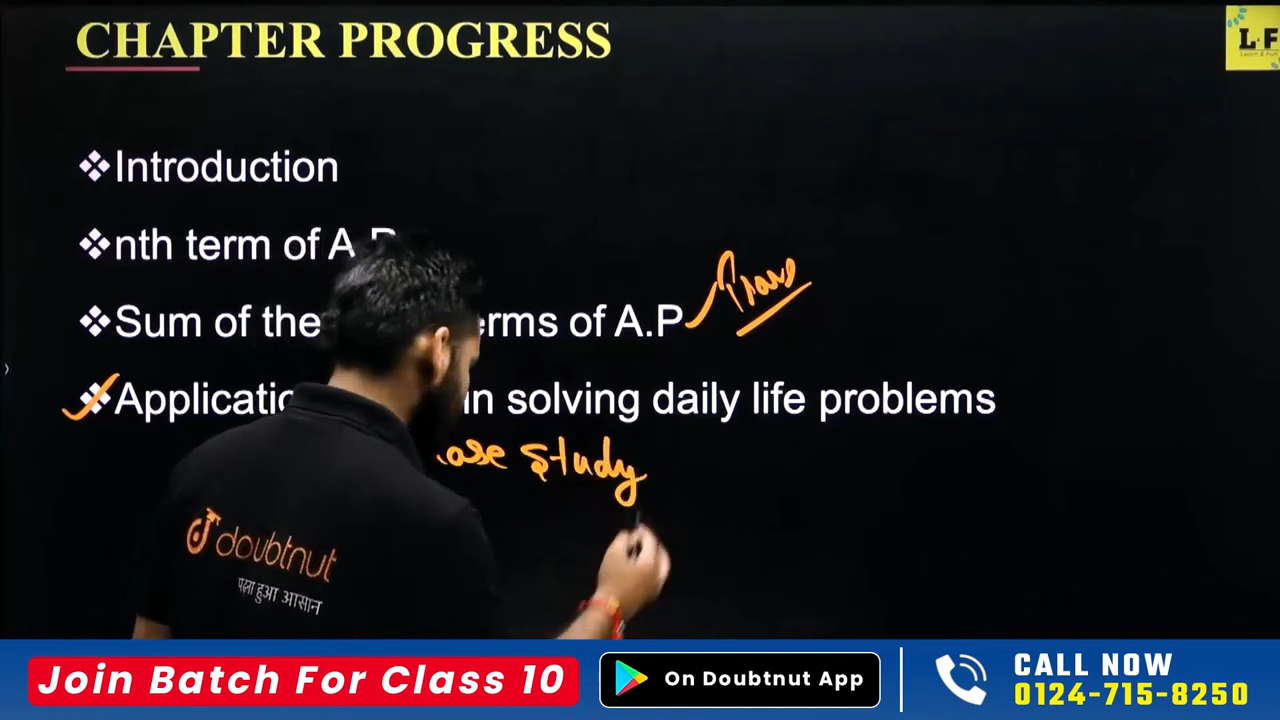 CHAPTER PROGRESS
L F
❖Introduction
❖nth term of A.P
❖Sum of the erms of A.P
❖Applicatio in solving daily life problems
ase study
doubtnut
पढ़ना हुआ आसान
Join Batch For Class 10
On Doubtnut App
CALL NOW
0124-715-8250